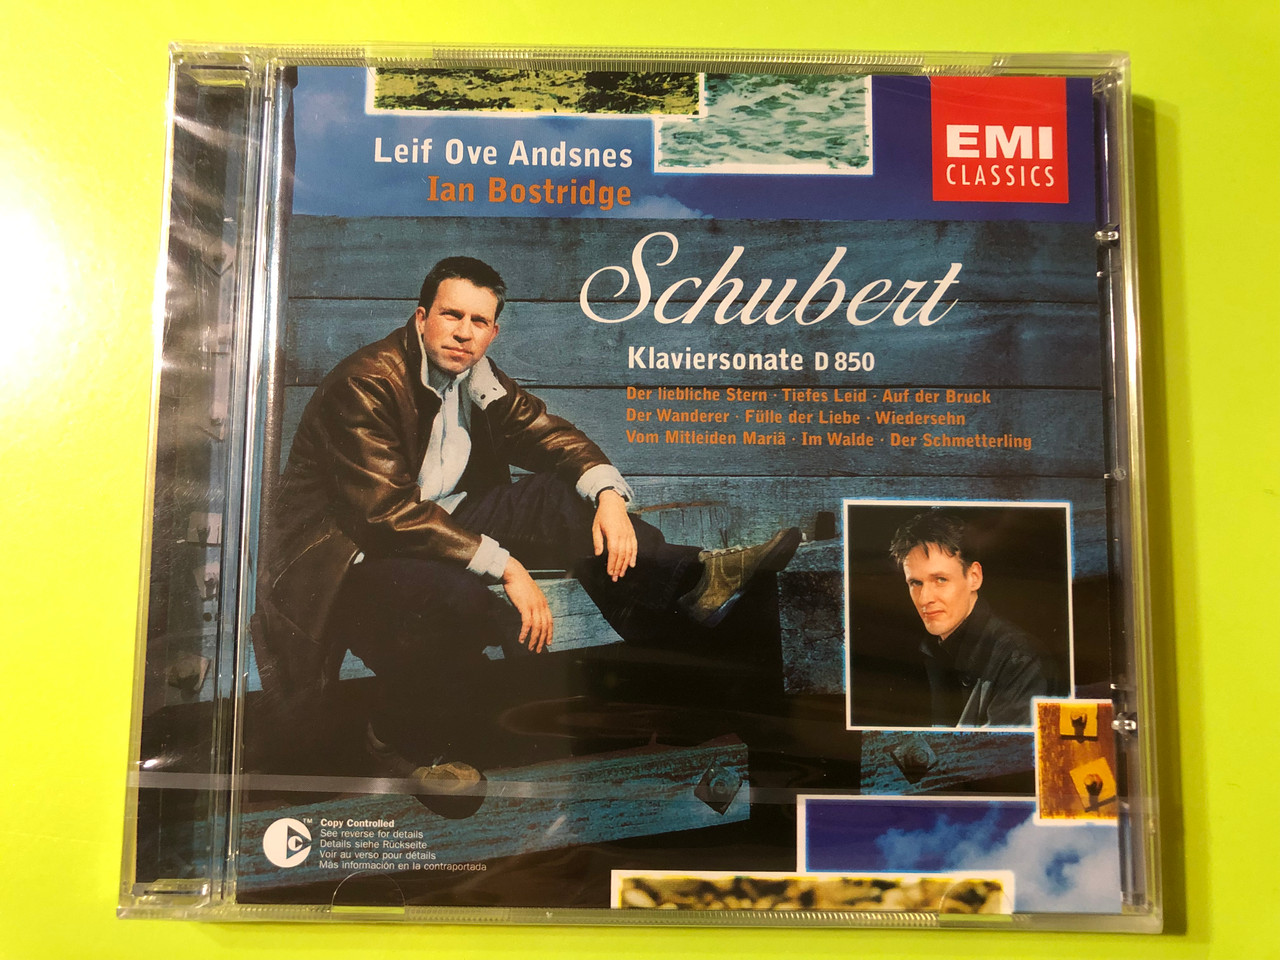 Leif Ove Andsnes
Ian Bostridge
EMI
CLASSICS
Schubert
Klaviersonate D 850
Der liebliche Stern · Tiefes Leid · Auf der Bruck
Der Wanderer · Fülle der Liebe · Wiedersehn
Vom Mitleiden Mariä · Im Walde · Der Schmetterling
C ™
Copy Controlled
See reverse for details
Details siehe Rückseite
Voir au verso pour détails
Más información en la contraportada